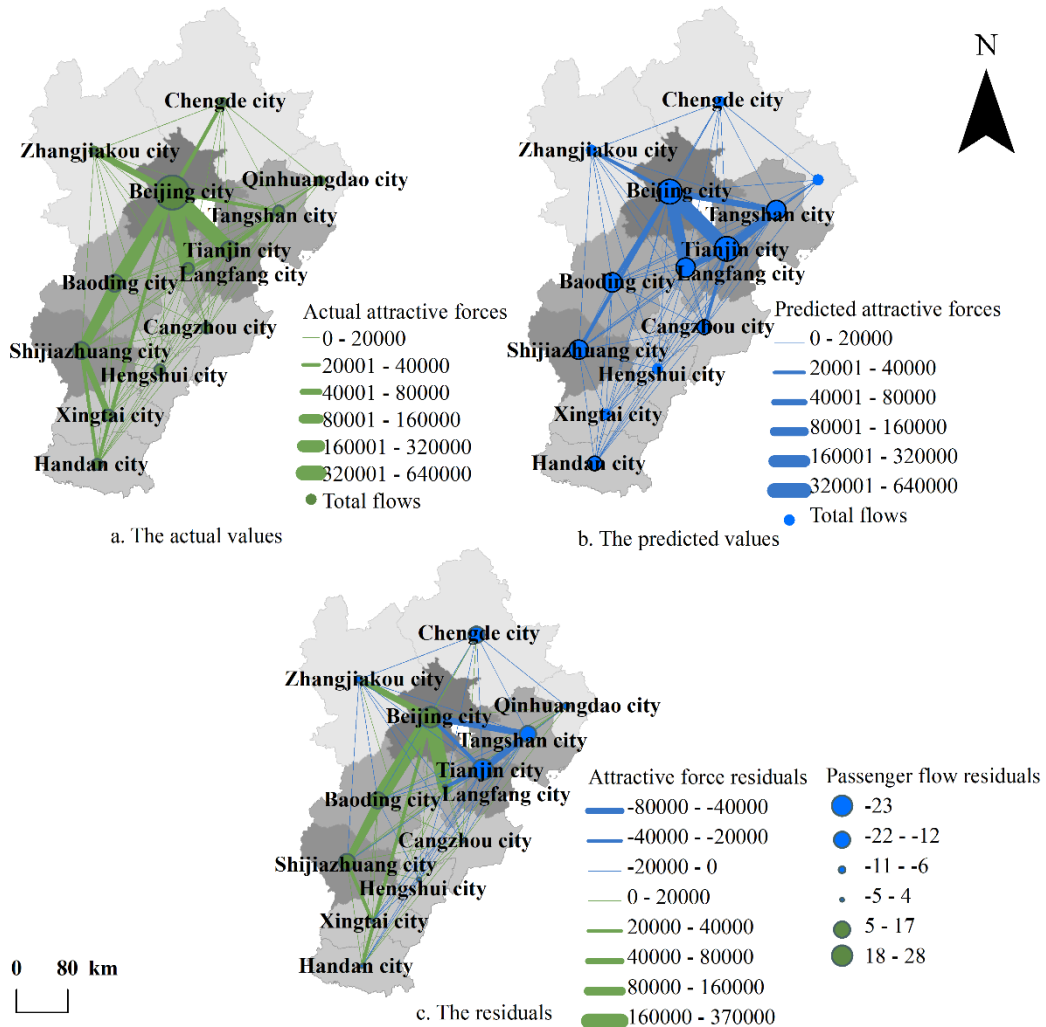 N
Chengde city
Zhangjiakou city
Beijing city
Qinhuangdao city
Tangshan city
Tianjin city
Langfang city
Baoding city
Cangzhou city
Shijiazhuang city
Hengshui city
Xingtai city
Handan city
Actual attractive forces
0 - 20000
20001 - 40000
40001 - 80000
80001 - 160000
160001 - 320000
320001 - 640000
Total flows
a. The actual values
Chengde city
Zhangjiakou city
Beijing city
Tangshan city
Tianjin city
Langfang city
Baoding city
Cangzhou city
Shijiazhuang city
Hengshui city
Xingtai city
Handan city
Predicted attractive forces
0 - 20000
20001 - 40000
40001 - 80000
80001 - 160000
160001 - 320000
320001 - 640000
Total flows
b. The predicted values
Chengde city
Zhangjiakou city
Qinhuangdao city
Beijing city
Tangshan city
Tianjin city
Langfang city
Baoding city
Cangzhou city
Shijiazhuang city
Hengshui city
Xingtai city
Handan city
Attractive force residuals
-80000 - -40000
-40000 - -20000
-20000 - 0
0 - 20000
20000 - 40000
40000 - 80000
80000 - 160000
160000 - 370000
Passenger flow residuals
-23
-22 - -12
-11 - -6
-5 - 4
5 - 17
18 - 28
0 80 km
c. The residuals